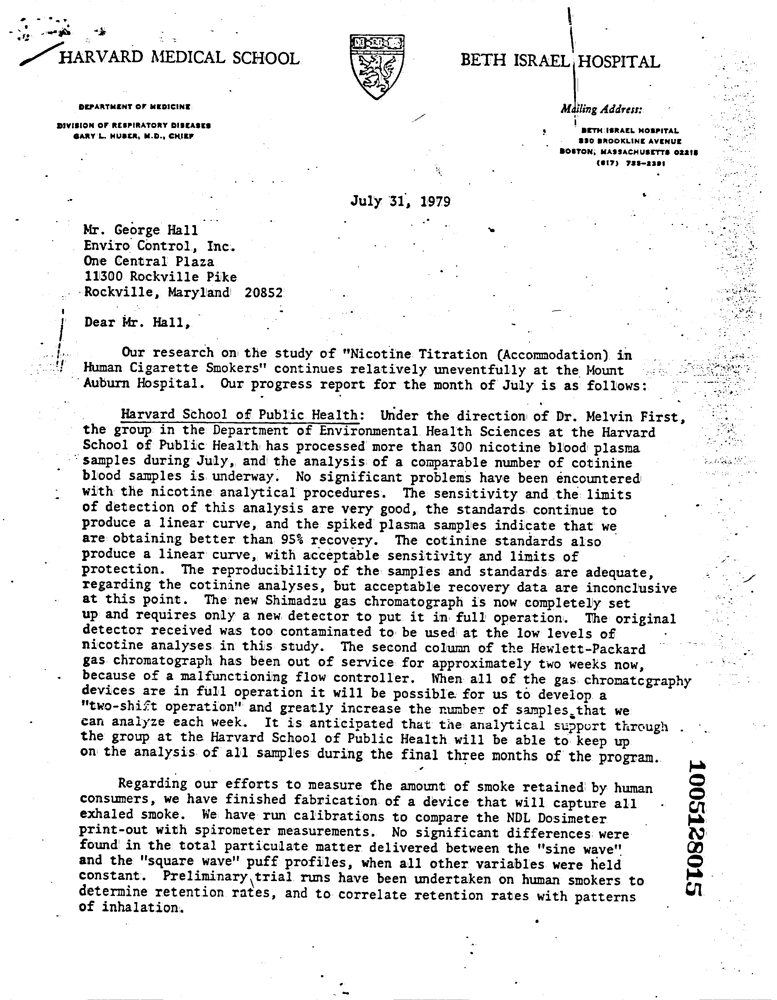 HARVARD MEDICAL SCHOOL
BETH ISRAEL HOSPITAL
DEPARTMENT OF MEDICINE
DIVISION OF RESPIRATORY DISEASES
GARY L. HUBER, M.D., CHIEF
Mailing Address:
BETH ISRAEL HOSPITAL
330 BROOKLINE AVENUE
BOSTON, MASSACHUSETTS 02215
(617) 735-2391
July 31, 1979
Mr. George Hall
Enviro Control, Inc.
One Central Plaza
11300 Rockville Pike
Rockville, Maryland 20852
Dear Mr. Hall,
Our research on the study of "Nicotine Titration (Accommodation) in
Human Cigarette Smokers" continues relatively uneventfully at the Mount
Auburn Hospital. Our progress report for the month of July is as follows:
Harvard School of Public Health: Under the direction of Dr. Melvin First,
the group in the Department of Environmental Health Sciences at the Harvard
School of Public Health has processed more than 300 nicotine blood plasma
samples during July, and the analysis of a comparable number of cotinine
blood samples is underway. No significant problems have been encountered
with the nicotine analytical procedures. The sensitivity and the limits
of detection of this analysis are very good, the standards continue to
produce a linear curve, and the spiked plasma samples indicate that we
are obtaining better than 95% recovery. The cotinine standards also
produce a linear curve, with acceptable sensitivity and limits of
protection. The reproducibility of the samples and standards are adequate,
regarding the cotinine analyses, but acceptable recovery data are inconclusive
at this point. The new Shimadzu gas chromatograph is now completely set
up and requires only a new detector to put it in full operation. The original
detector received was too contaminated to be used at the low levels of
nicotine analyses in this study. The second column of the Hewlett-Packard
gas chromatograph has been out of service for approximately two weeks now,
because of a malfunctioning flow controller. When all of the gas chromatography
devices are in full operation it will be possible for us to develop a
"two-shift operation" and greatly increase the number of samples that we
can analyze each week. It is anticipated that the analytical support through
the group at the Harvard School of Public Health will be able to keep up
on the analysis of all samples during the final three months of the program.
Regarding our efforts to measure the amount of smoke retained by human
consumers, we have finished fabrication of a device that will capture all
exhaled smoke. We have run calibrations to compare the NDL Dosimeter
print-out with spirometer measurements. No significant differences were
found in the total particulate matter delivered between the "sine wave"
and the "square wave" puff profiles, when all other variables were held
constant. Preliminary trial runs have been undertaken on human smokers to
determine retention rates, and to correlate retention rates with patterns
of inhalation.
1005128015